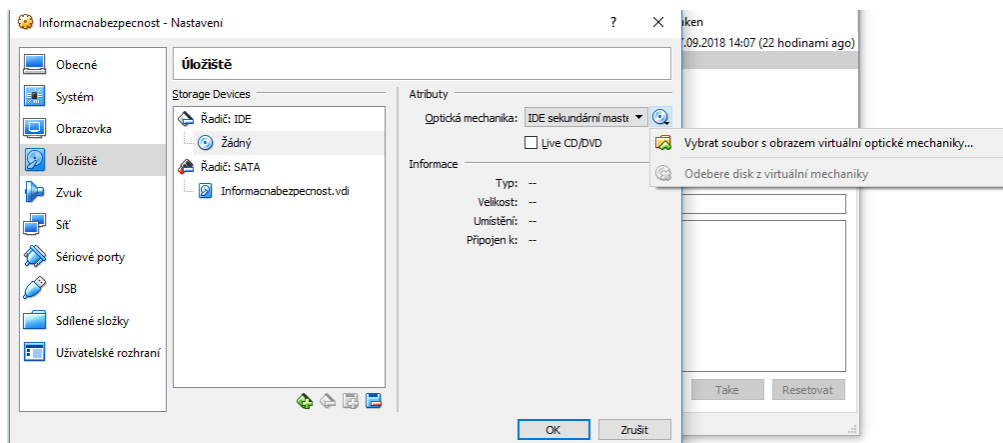 Informacnabezpecnost - Nastavení
? ×
Obecné
Systém
Obrazovka
Úložiště
Zvuk
Síť
Sériové porty
USB
Sdílené složky
Uživatelské rozhraní
Úložiště
Storage Devices
Řadič: IDE
Žádný
Řadič: SATA
Informacnabezpecnost.vdi
Atributy
Optická mechanika: IDE sekundární maste
Live CD/DVD
Informace
Typ: --
Velikost: --
Umístění: --
Připojen k: --
OK Zrušit
.09.2018 14:07 (22 hodinami ago)
Vybrat soubor s obrazem virtuální optické mechaniky...
Odebere disk z virtuální mechaniky
Take Resetovat